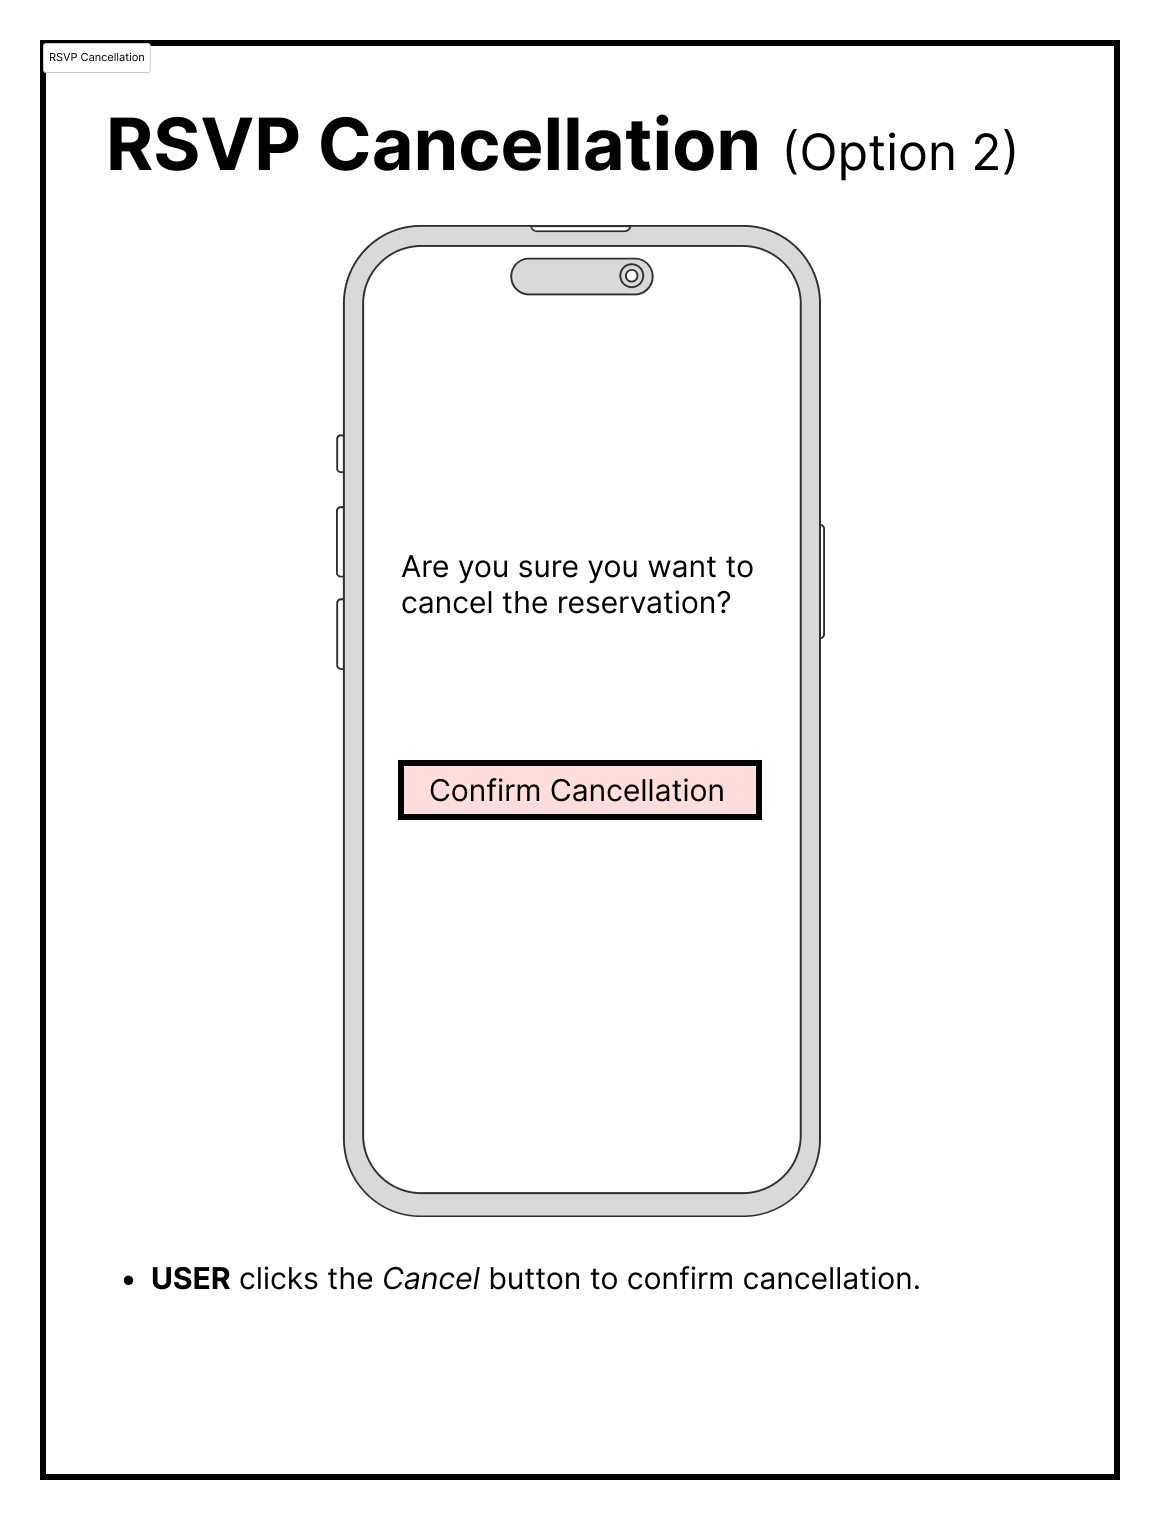 RSVP Cancellation
RSVP Cancellation (Option 2)
Are you sure you want to
cancel the reservation?
Confirm Cancellation
• USER clicks the Cancel button to confirm cancellation.